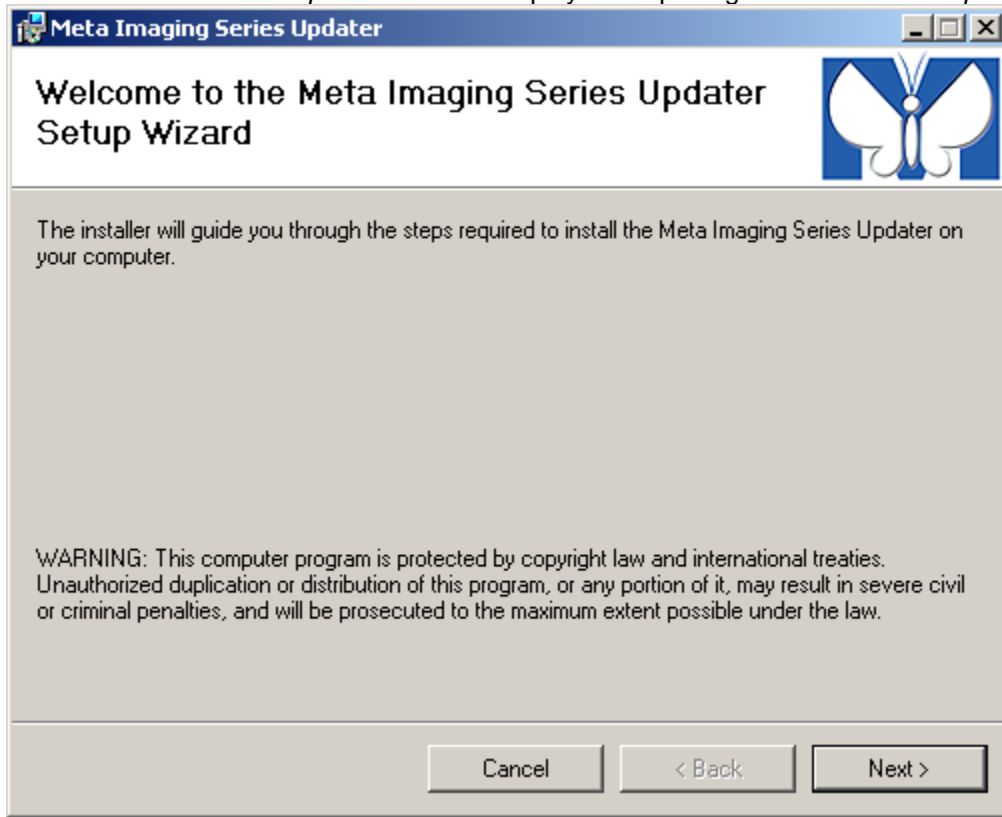 Meta Imaging Series Updater
Welcome to the Meta Imaging Series Updater
Setup Wizard
The installer will guide you through the steps required to install the Meta Imaging Series Updater on
your computer.
WARNING: This computer program is protected by copyright law and international treaties.
Unauthorized duplication or distribution of this program, or any portion of it, may result in severe civil
or criminal penalties, and will be prosecuted to the maximum extent possible under the law.
Cancel < Back Next >